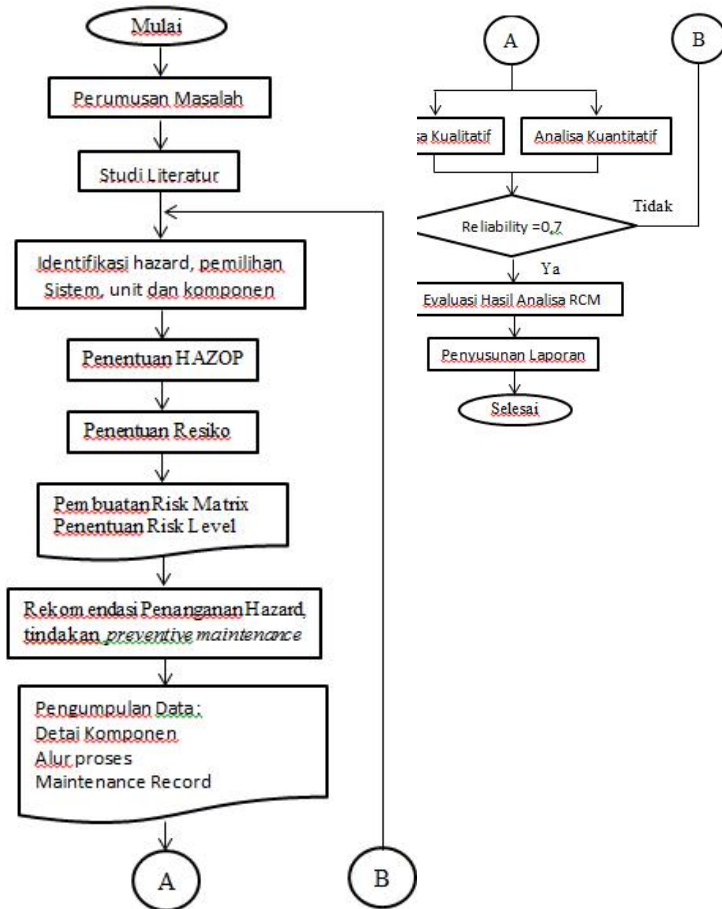 Mulai
Perumusan Masalah
Studi Literatur
Identifikasi hazard, pemilihan
Sistem, unit dan komponen
Penentuan HAZOP
Penentuan Resiko
Pembuatan Risk Matrix
Penentuan Risk Level
Rekomendasi Penanganan Hazard,
tindakan preventive maintenance
Pengumpulan Data :
Detai Komponen
Alur proses
Maintenance Record
A
B
A
B
sa Kualitatif
Analisa Kuantitatif
Reliability =0,7
Tidak
Ya
Evaluasi Hasil Analisa RCM
Penyusunan Laporan
Selesai